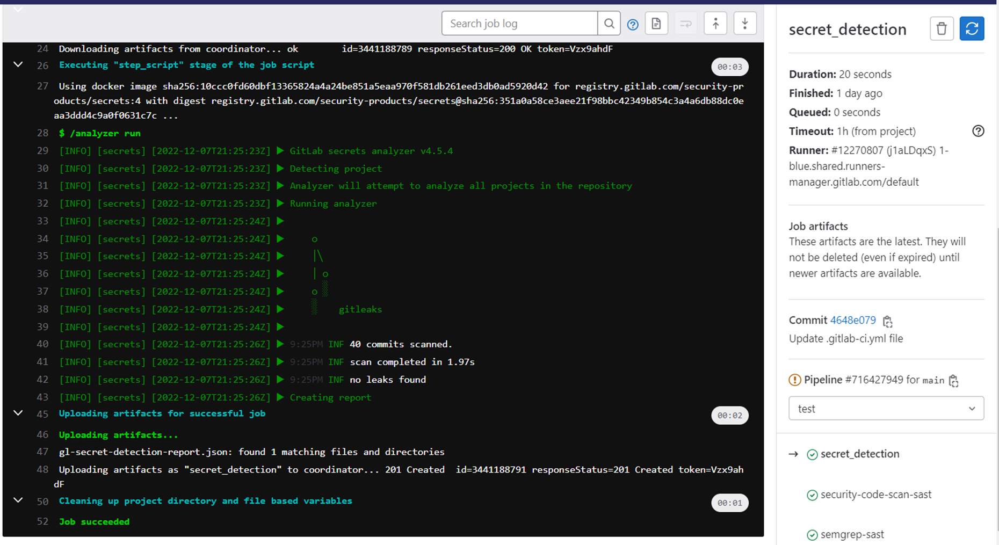 Search job log
24 Downloading artifacts from coordinator... ok id=3441188789 responseStatus=200 OK token=Vzx9ahdF
26 Executing "step_script" stage of the job script 00:03
27 Using docker image sha256:10ccc0fd60dbf13365824a4a24be851a5eaa970f581db261eed3db0ad5920d42 for registry.gitlab.com/security-pr
oducts/secrets:4 with digest registry.gitlab.com/security-products/secrets@sha256:351a0a58ce3aee21f98bbc42349b854c3a4a6db88dc0e
aa3ddd4c9a0f0631c7c ...
28 $ /analyzer run
29 [INFO] [secrets] [2022-12-07T21:25:23Z] ▶ GitLab secrets analyzer v4.5.4
30 [INFO] [secrets] [2022-12-07T21:25:23Z] ▶ Detecting project
31 [INFO] [secrets] [2022-12-07T21:25:23Z] ▶ Analyzer will attempt to analyze all projects in the repository
32 [INFO] [secrets] [2022-12-07T21:25:23Z] ▶ Running analyzer
33 [INFO] [secrets] [2022-12-07T21:25:24Z] ▶
34 [INFO] [secrets] [2022-12-07T21:25:24Z] ▶ o
35 [INFO] [secrets] [2022-12-07T21:25:24Z] ▶ |\
36 [INFO] [secrets] [2022-12-07T21:25:24Z] ▶ | o
37 [INFO] [secrets] [2022-12-07T21:25:24Z] ▶ o ░
38 [INFO] [secrets] [2022-12-07T21:25:24Z] ▶ ░ gitleaks
39 [INFO] [secrets] [2022-12-07T21:25:24Z] ▶
40 [INFO] [secrets] [2022-12-07T21:25:26Z] ▶ 9:25PM INF 40 commits scanned.
41 [INFO] [secrets] [2022-12-07T21:25:26Z] ▶ 9:25PM INF scan completed in 1.97s
42 [INFO] [secrets] [2022-12-07T21:25:26Z] ▶ 9:25PM INF no leaks found
43 [INFO] [secrets] [2022-12-07T21:25:26Z] ▶ Creating report
45 Uploading artifacts for successful job 00:02
46 Uploading artifacts...
47 gl-secret-detection-report.json: found 1 matching files and directories
48 Uploading artifacts as "secret_detection" to coordinator... 201 Created id=3441188791 responseStatus=201 Created token=Vzx9ah
dF
50 Cleaning up project directory and file based variables 00:01
52 Job succeeded
secret_detection
Duration: 20 seconds
Finished: 1 day ago
Queued: 0 seconds
Timeout: 1h (from project)
Runner: #12270807 (j1aLDqxS) 1-
blue.shared.runners-
manager.gitlab.com/default
Job artifacts
These artifacts are the latest. They will
not be deleted (even if expired) until
newer artifacts are available.
Commit 4648e079
Update .gitlab-ci.yml file
Pipeline #716427949 for main
test
→ secret_detection
security-code-scan-sast
semgrep-sast